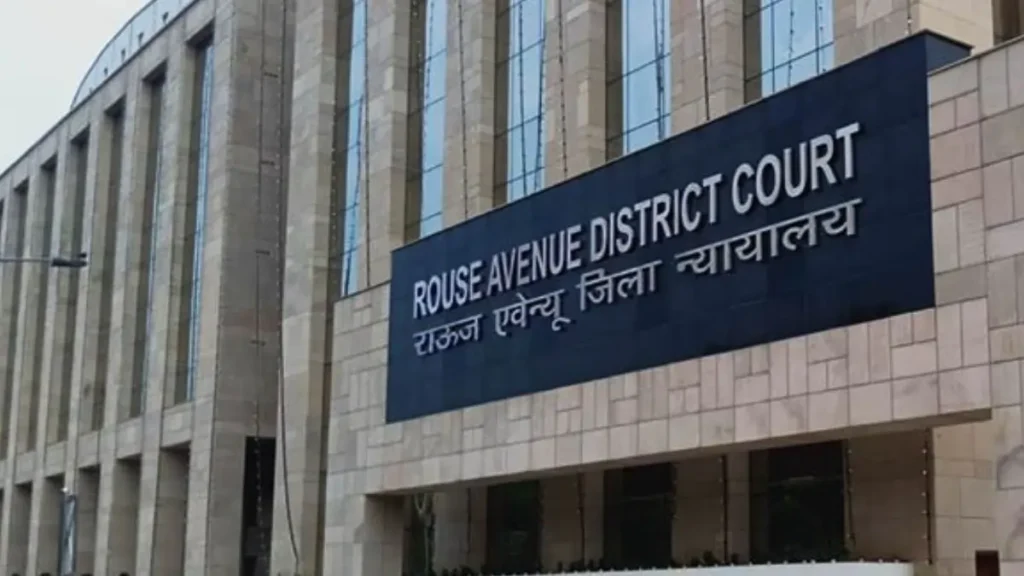 ROUSE AVENUE DISTRICT COURT
राऊज एवेन्यू जिला न्यायालय